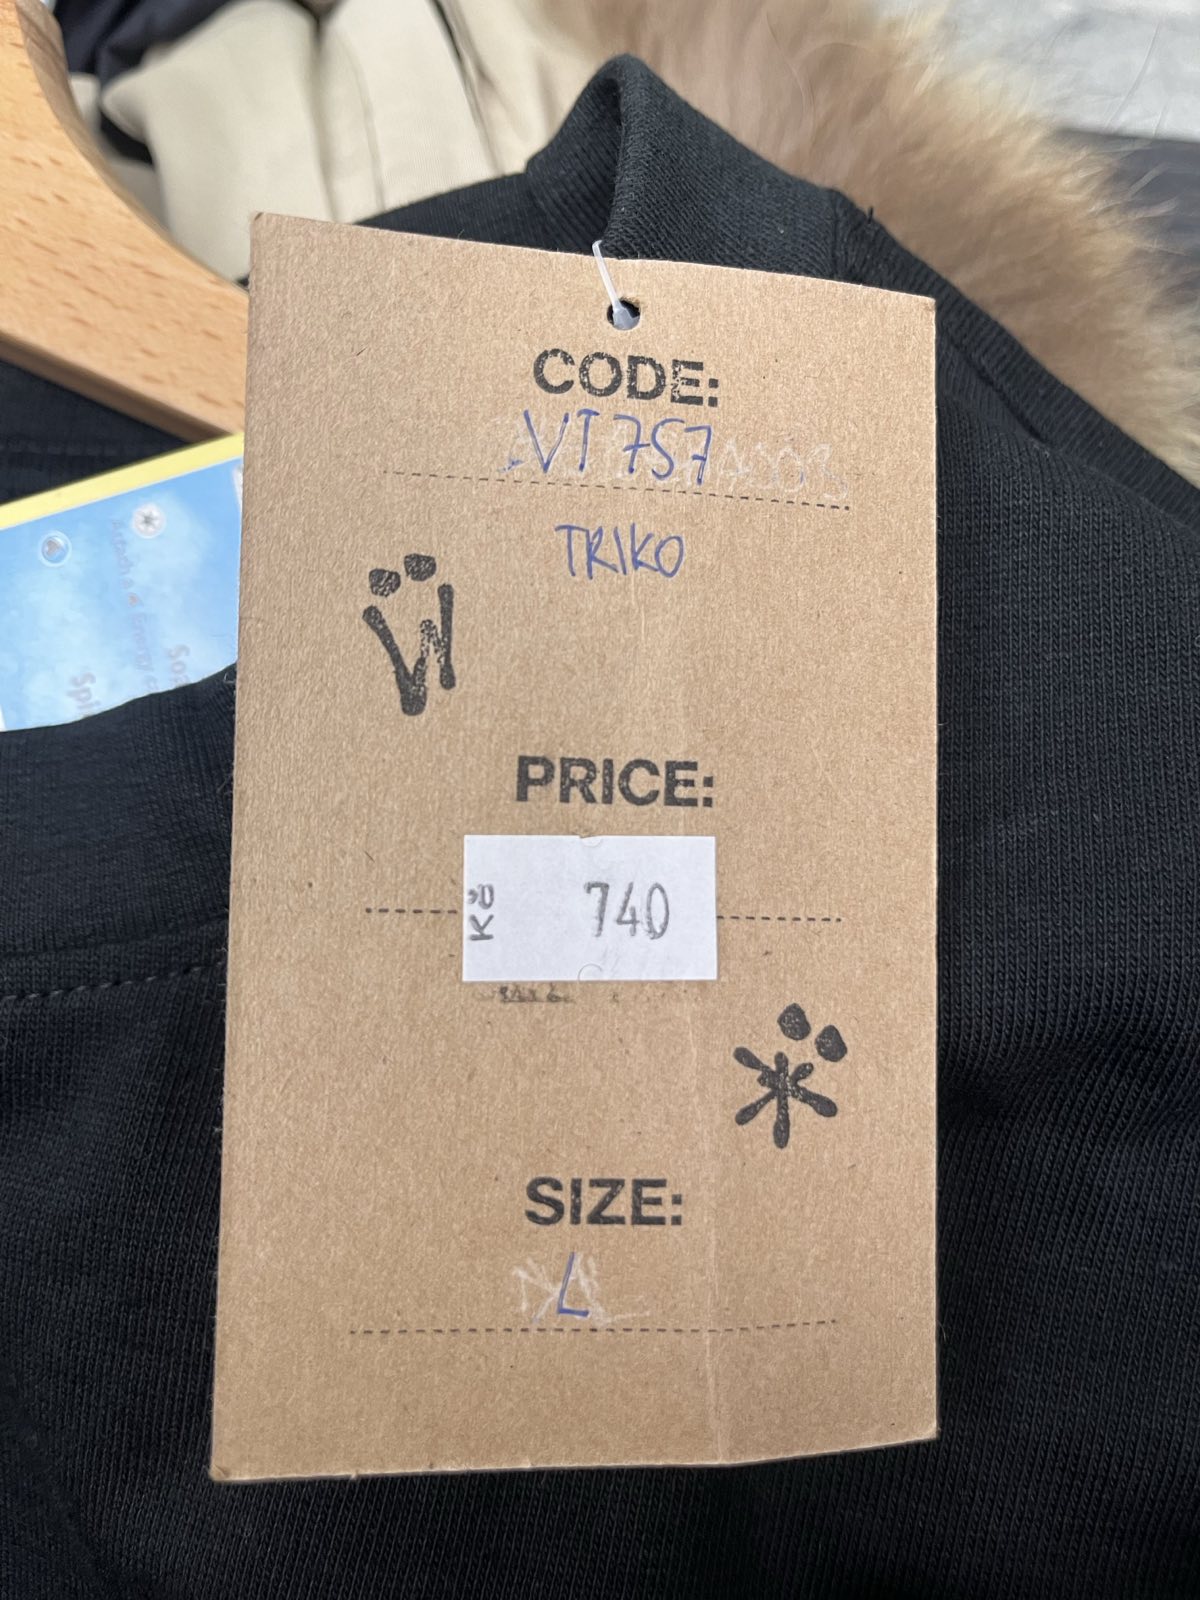 CODE:
VT757
TRIKO
PRICE:
Kč 740
SIZE:
L